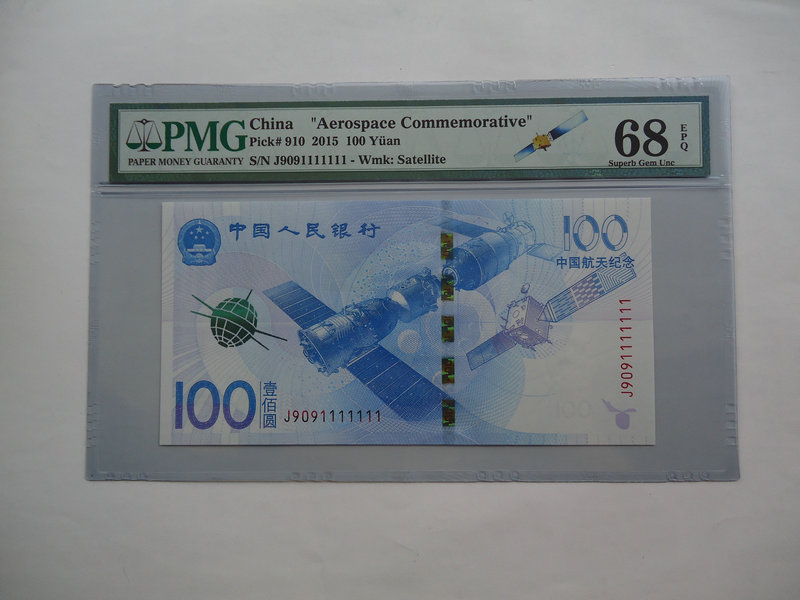 PMG
PAPER MONEY GUARANTY
China "Aerospace Commemorative"
Pick# 910 2015 100 Yüan
S/N J9091111111 - Wmk: Satellite
68 EPQ
Superb Gem Unc
中国人民银行
100
中国航天纪念
J9091111111
100 壹佰圆
J9091111111
001